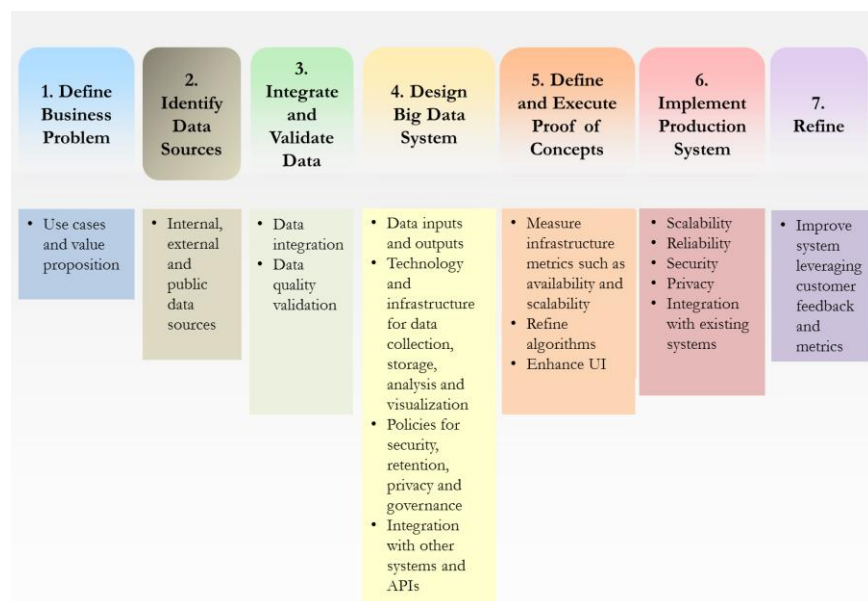 1. Define
Business
Problem
2.
Identify
Data
Sources
3.
Integrate
and
Validate
Data
4. Design
Big Data
System
5. Define
and Execute
Proof of
Concepts
6.
Implement
Production
System
7.
Refine
• Use cases
and value
proposition
• Internal,
external
and
public
data
sources
• Data
integration
• Data
quality
validation
• Data inputs
and outputs
• Technology
and
infrastructure
for data
collection,
storage,
analysis and
visualization
• Policies for
security,
retention,
privacy and
governance
• Integration
with other
systems and
APIs
• Measure
infrastructure
metrics such as
availability and
scalability
• Refine
algorithms
• Enhance UI
• Scalability
• Reliability
• Security
• Privacy
• Integration
with existing
systems
• Improve
system
leveraging
customer
feedback
and
metrics